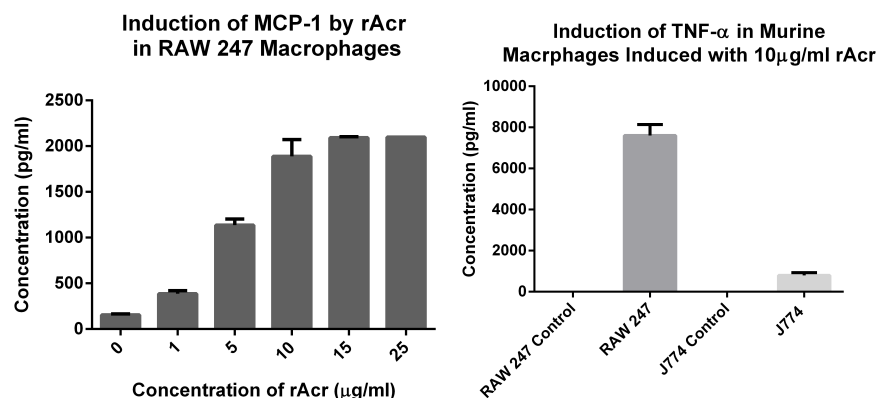 Induction of MCP-1 by rAcr
in RAW 247 Macrophages
Concentration (pg/ml)
2500
2000
1500
1000
500
0
0
1
5
10
15
25
Concentration of rAcr (μg/ml)
Induction of TNF-α in Murine
Macrphages Induced with 10μg/ml rAcr
Concentration (pg/ml)
10000
8000
6000
4000
2000
0
RAW 247 Control
RAW 247
J774 Control
J774